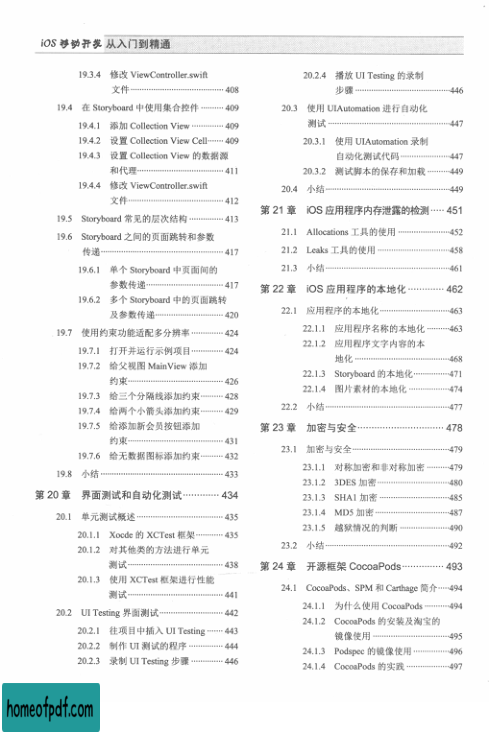 iOS 移动开发 从入门到精通
19.3.4 修改 ViewController.swift
文件 408
19.4 在 Storyboard 中使用集合控件 409
19.4.1 添加 Collection View 409
19.4.2 设置 Collection View Cell 409
19.4.3 设置 Collection View 的数据源
和代理 411
19.4.4 修改 ViewController.swift
文件 412
19.5 Storyboard 常见的层次结构 413
19.6 Storyboard 之间的页面跳转和参数
传递 417
19.6.1 单个 Storyboard 中页面间的
参数传递 417
19.6.2 多个 Storyboard 中的页面跳转
及参数传递 420
19.7 使用约束功能适配多分辨率 424
19.7.1 打开并运行示例项目 424
19.7.2 给父视图 MainView 添加
约束 426
19.7.3 给三个分隔线添加约束 428
19.7.4 给两个小箭头添加约束 429
19.7.5 给添加新会员按钮添加
约束 431
19.7.6 给无数据图标添加约束 432
19.8 小结 433
第 20 章 界面测试和自动化测试 434
20.1 单元测试概述 435
20.1.1 Xocde 的 XCTest 框架 435
20.1.2 对其他类的方法进行单元
测试 438
20.1.3 使用 XCTest 框架进行性能
测试 441
20.2 UI Testing 界面测试 442
20.2.1 往项目中插入 UI Testing 443
20.2.2 制作 UI 测试的程序 444
20.2.3 录制 UI Testing 步骤 446
20.2.4 播放 UI Testing 的录制
步骤 446
20.3 使用 UIAutomation 进行自动化
测试 447
20.3.1 使用 UIAutomation 录制
自动化测试代码 447
20.3.2 测试脚本的保存和加载 449
20.4 小结 449
第 21 章 iOS 应用程序内存泄露的检测 451
21.1 Allocations 工具的使用 452
21.2 Leaks 工具的使用 458
21.3 小结 461
第 22 章 iOS 应用程序的本地化 462
22.1 应用程序的本地化 463
22.1.1 应用程序名称的本地化 463
22.1.2 应用程序文字内容的本
地化 468
22.1.3 Storyboard 的本地化 471
22.1.4 图片素材的本地化 474
22.2 小结 477
第 23 章 加密与安全 478
23.1 加密与安全 479
23.1.1 对称加密和非对称加密 479
23.1.2 3DES 加密 480
23.1.3 SHA1 加密 485
23.1.4 MD5 加密 487
23.1.5 越狱情况的判断 490
23.2 小结 492
第 24 章 开源框架 CocoaPods 493
24.1 CocoaPods、SPM 和 Carthage 简介 494
24.1.1 为什么使用 CocoaPods 494
24.1.2 CocoaPods 的安装及淘宝的
镜像使用 495
24.1.3 Podspec 的镜像使用 496
24.1.4 CocoaPods 的实践 497
homeofpdf.com